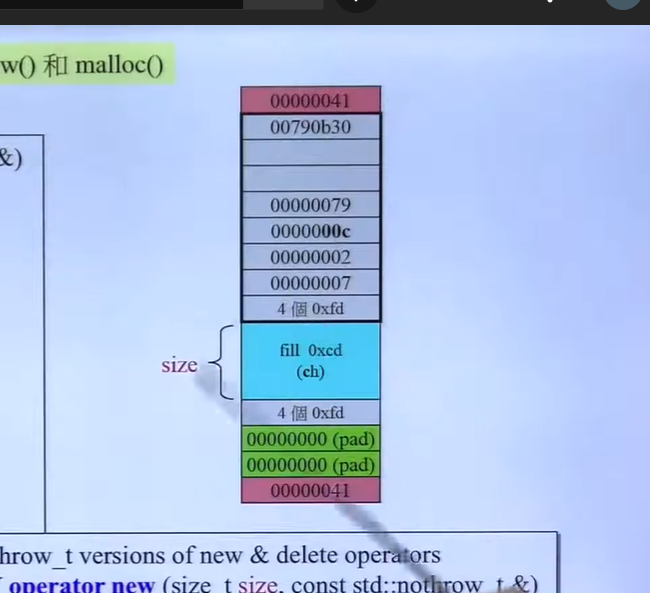 w() 和 malloc()
&)
00000041
00790b30
00000079
0000000c
00000002
00000007
4 個 0xfd
size
fill 0xcd
(ch)
4 個 0xfd
00000000 (pad)
00000000 (pad)
00000041
hrow_t versions of new & delete operators
operator new (size_t size, const std::nothrow_t &)